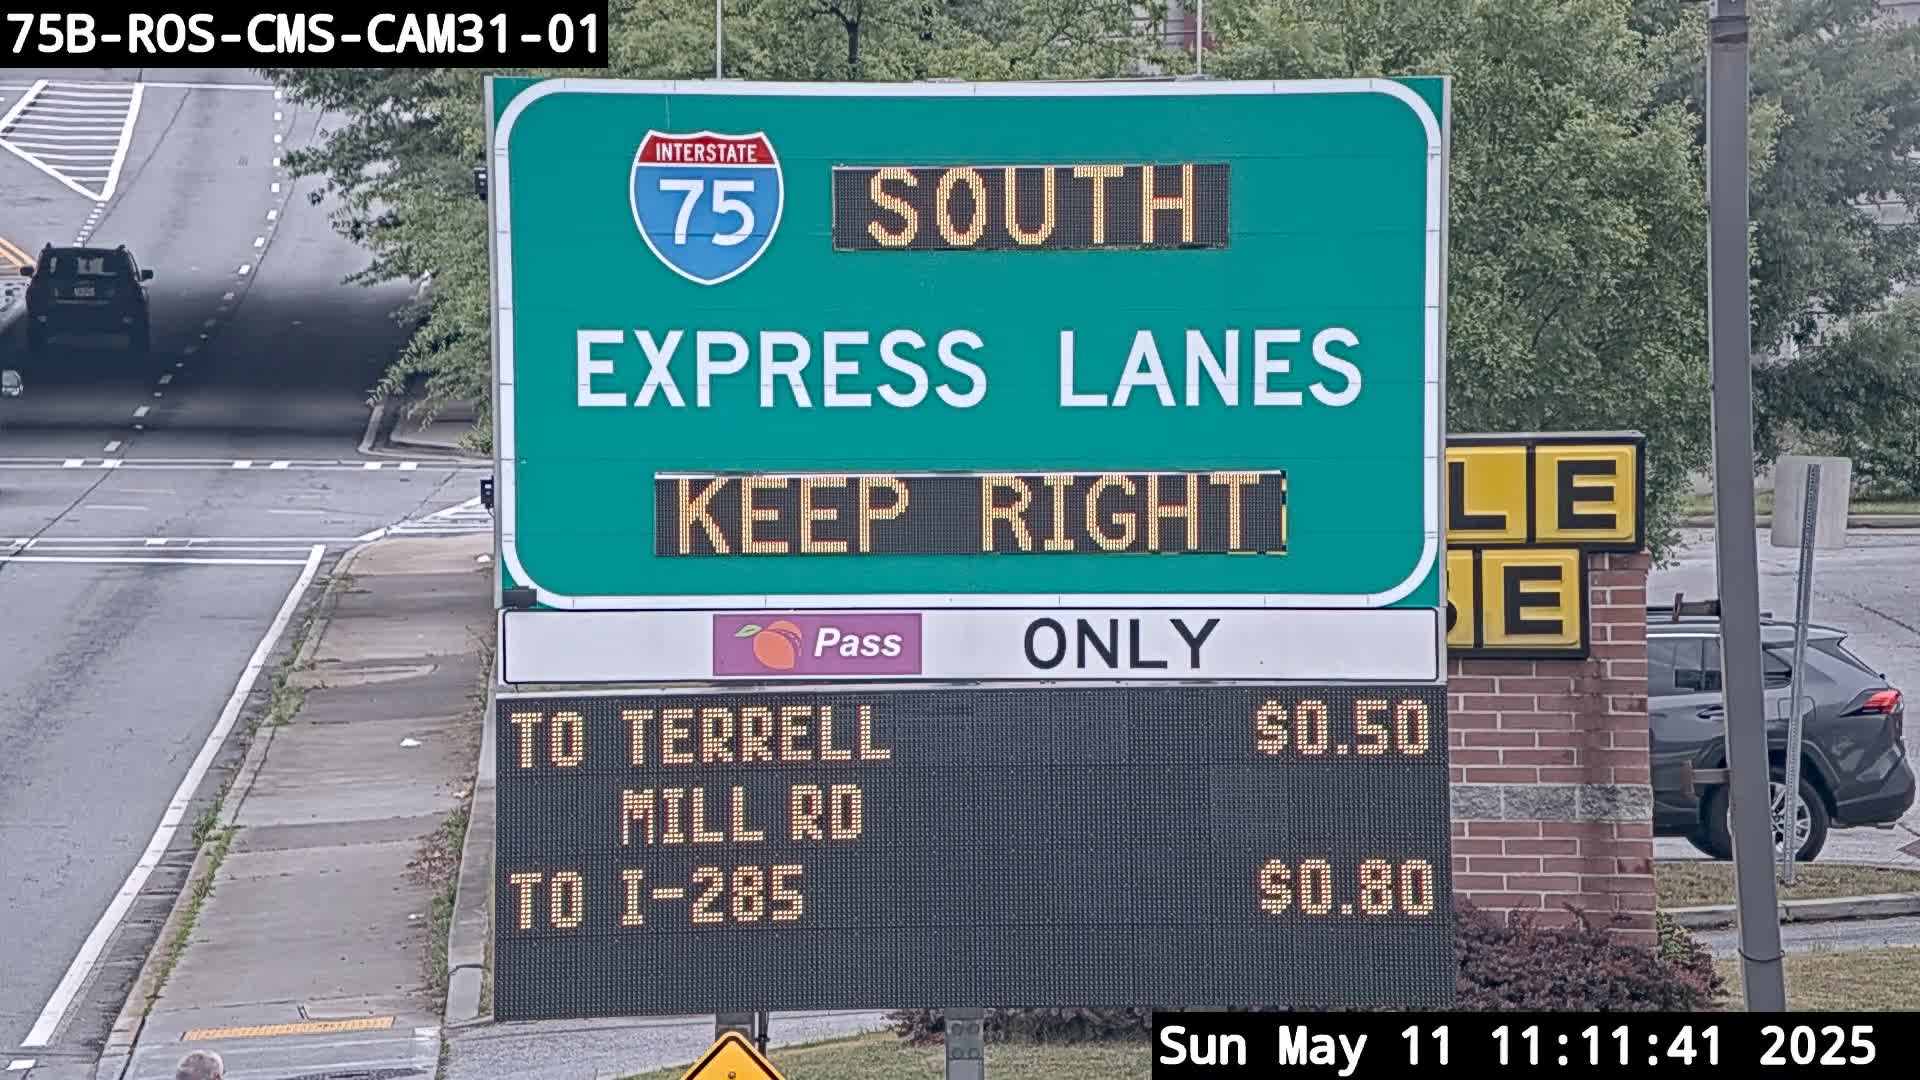 75B-ROS-CMS-CAM31-01
INTERSTATE
75
SOUTH
EXPRESS LANES
KEEP RIGHT
Pass ONLY
TO TERRELL $0.50
MILL RD
TO I-285 $0.80
LE
E
Sun May 11 11:11:41 2025